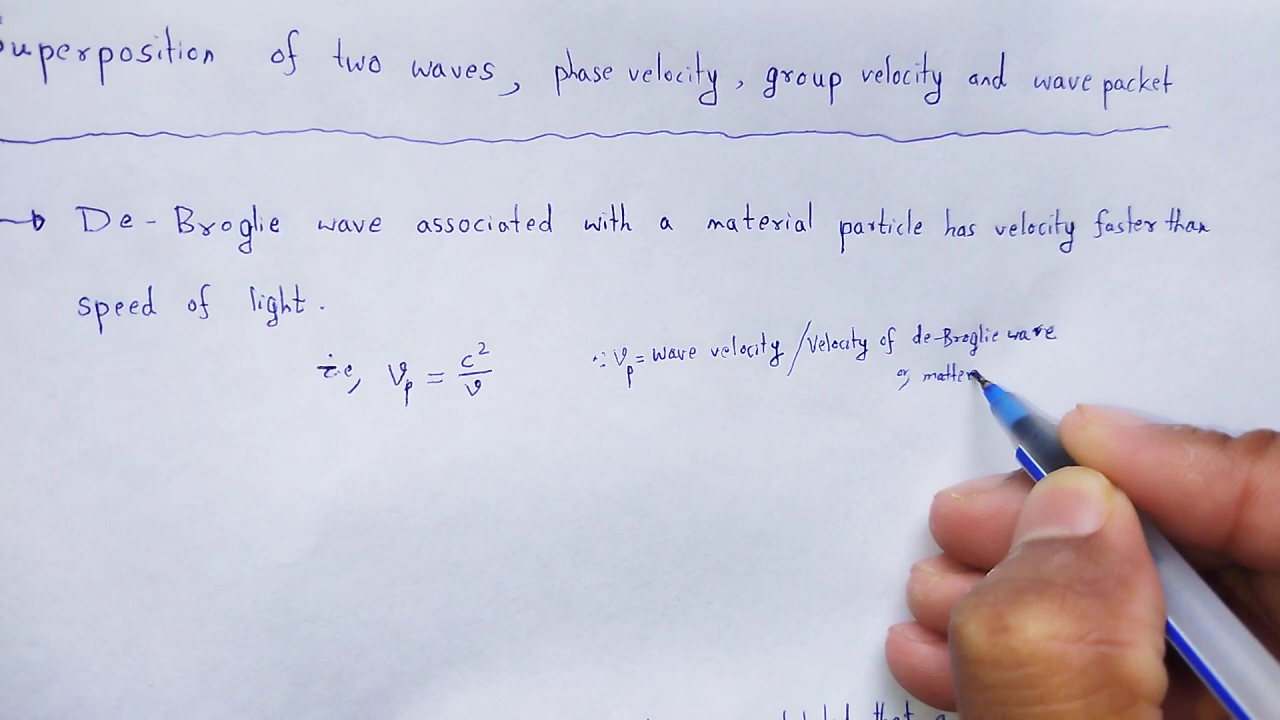 Superposition of two waves, phase velocity, group velocity and wave packet
De-Broglie wave associated with a material particle has velocity faster than
speed of light.
i.e, Vp = c²/v ∵ Vp = wave velocity / Velocity of de-Broglie wave
or, matter
that a